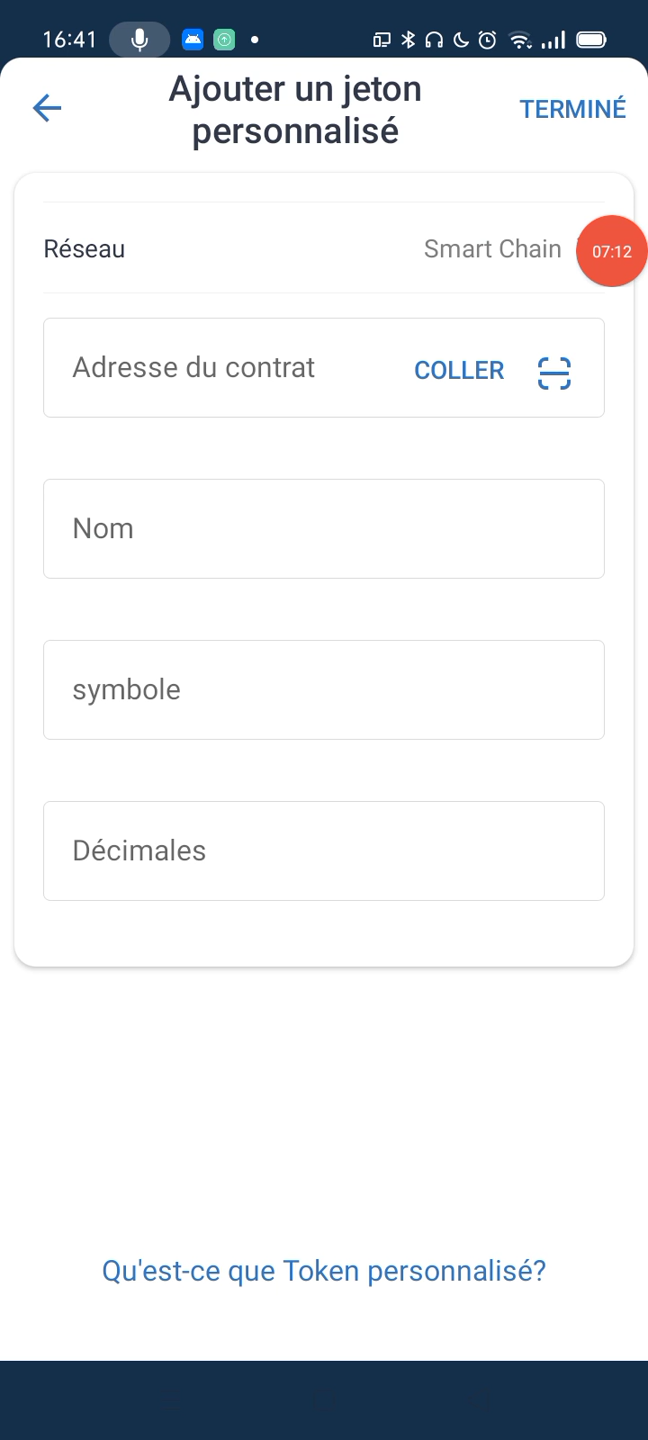 16:41
Ajouter un jeton
personnalisé
TERMINÉ
Réseau
Smart Chain
07:12
Adresse du contrat
COLLER
Nom
symbole
Décimales
Qu'est-ce que Token personnalisé?